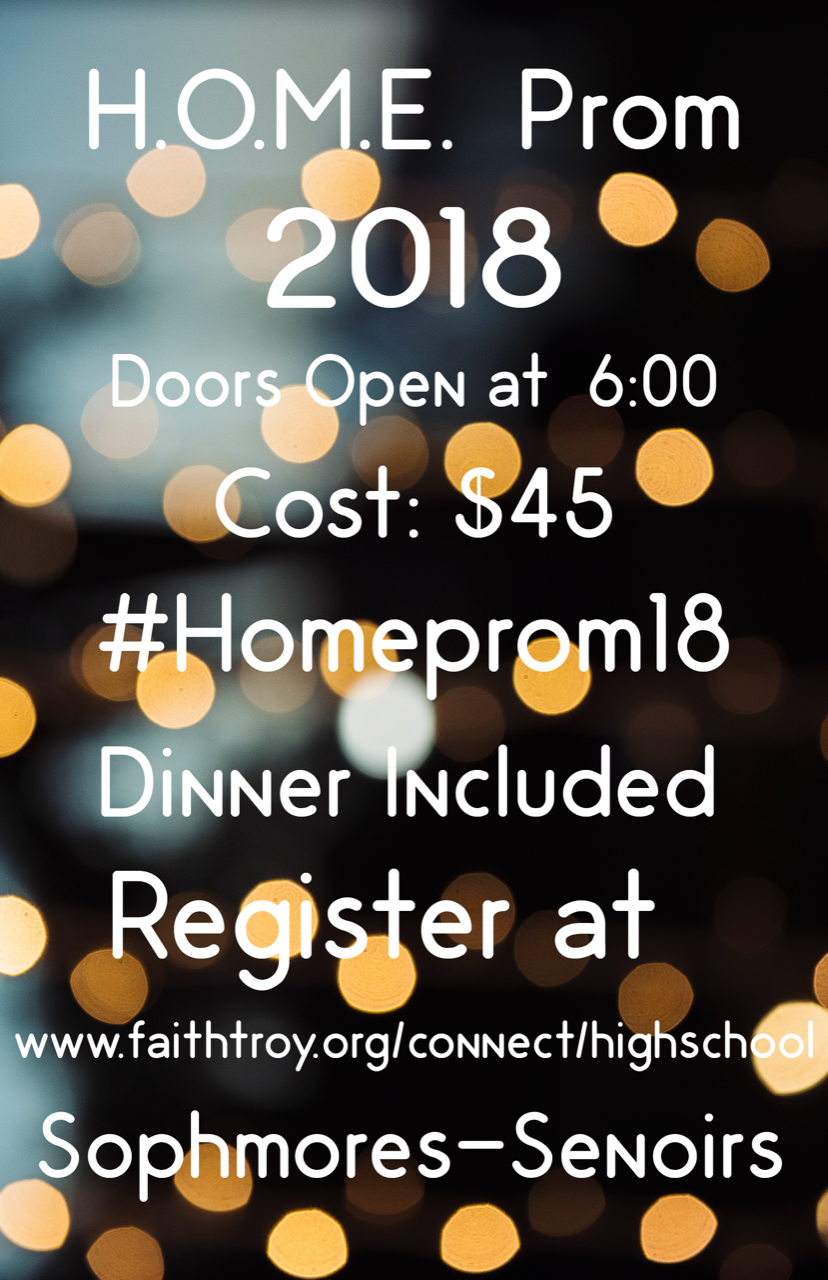 H.O.M.E. Prom
2018
Doors Open at 6:00
Cost: $45
#Homeprom18
Dinner Included
Register at
www.faithtroy.org/connect/highschool
Sophmores-Senoirs